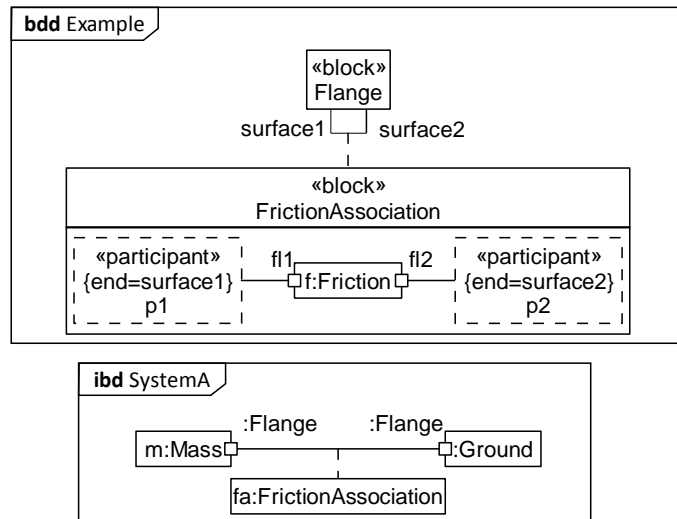 bdd Example
«block»
Flange
surface1 surface2
«block»
FrictionAssociation
«participant»
{end=surface1}
p1
fl1
f:Friction
fl2
«participant»
{end=surface2}
p2
ibd SystemA
:Flange :Flange
m:Mass
:Ground
fa:FrictionAssociation